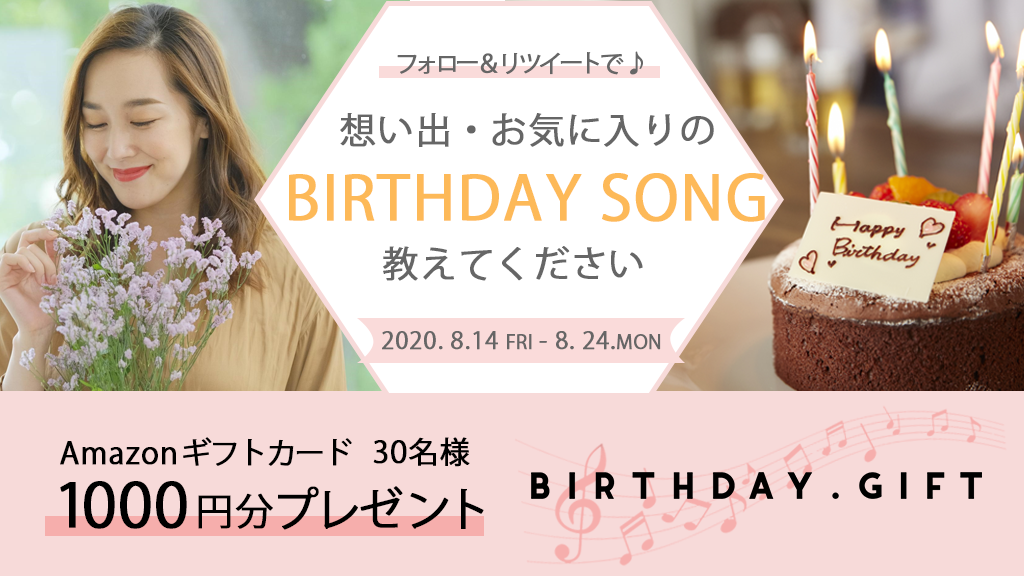 フォロー&リツイートで♪
想い出・お気に入りの
BIRTHDAY SONG
教えてください
2020. 8.14 FRI - 8. 24.MON
Happy
Birthday
Amazonギフトカード 30名様
1000円分プレゼント
BIRTHDAY.GIFT